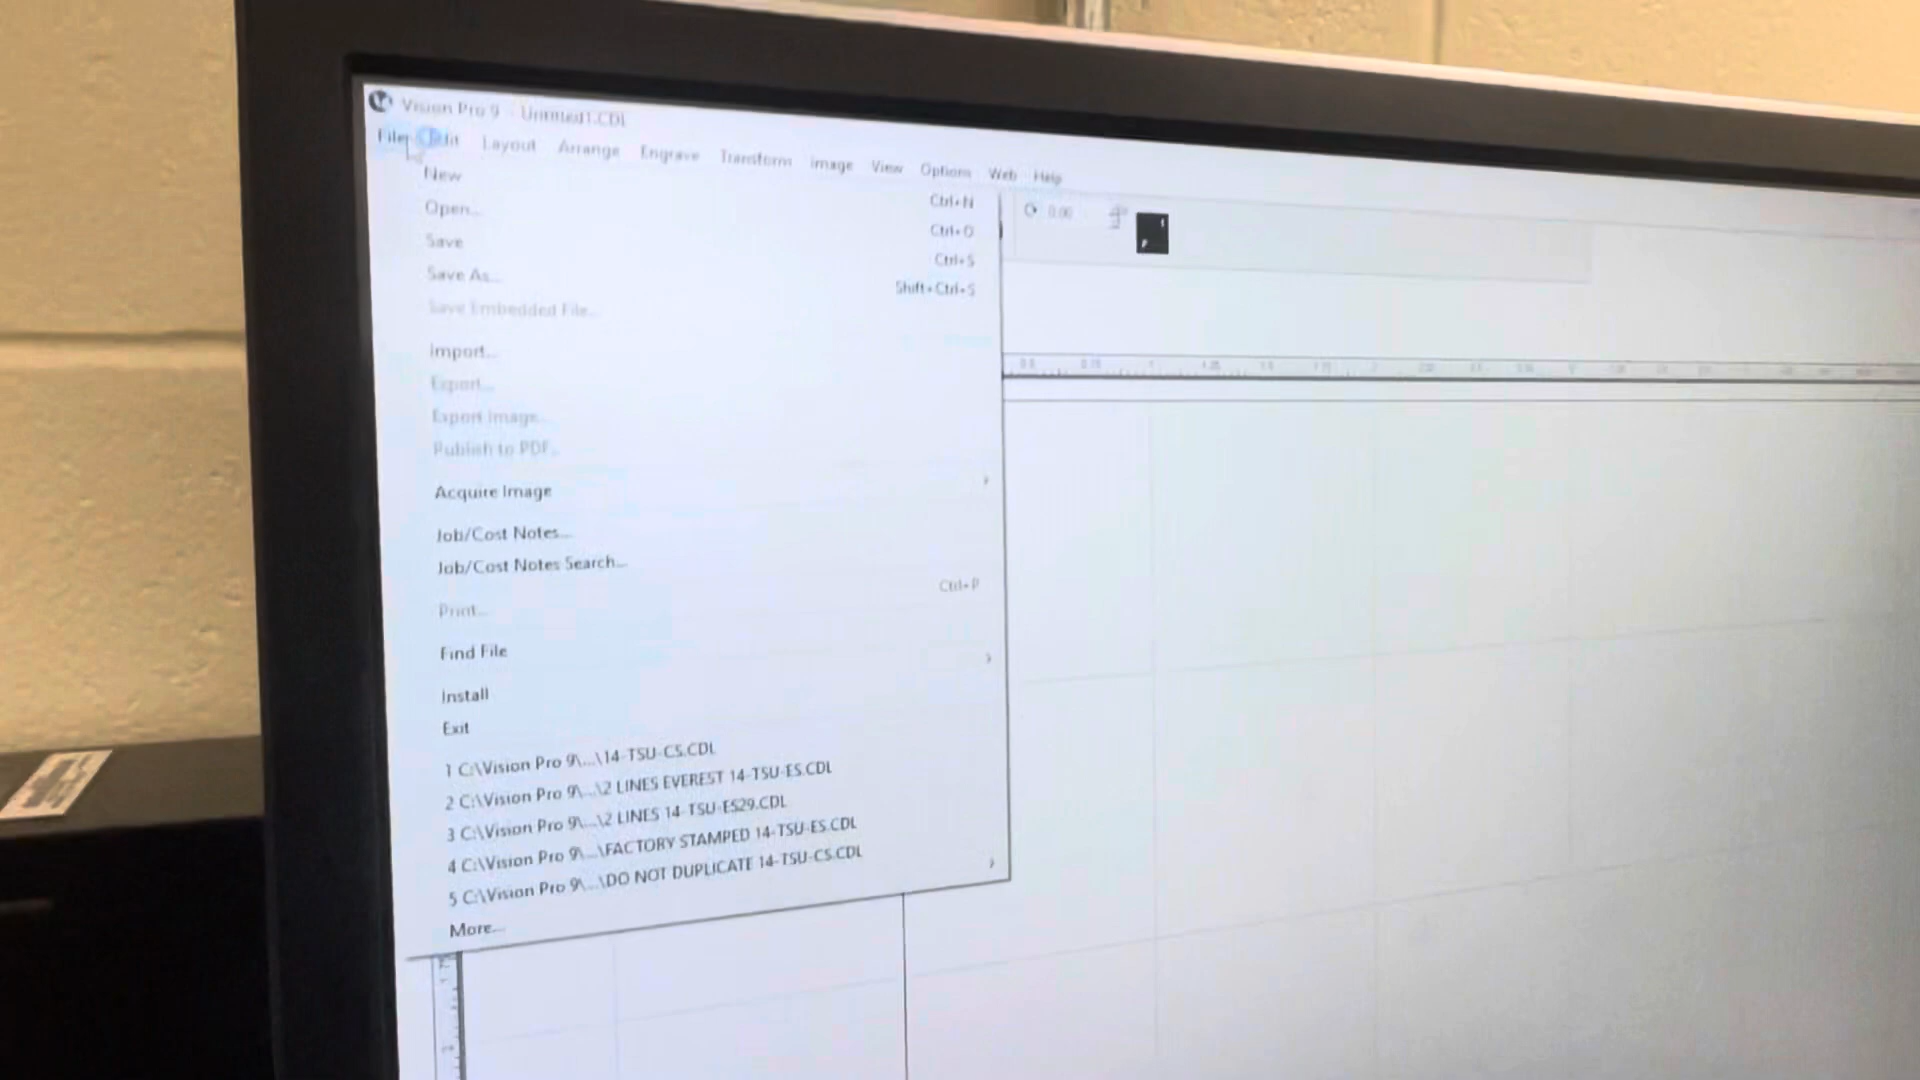 Vision Pro 9 - Untitled1.CDL
File Edit Layout Arrange Engrave Transform Image View Options Web Help
New Ctrl+N
Open... Ctrl+O
Save Ctrl+S
Save As... Shift+Ctrl+S
Save Embedded File...
Import...
Export...
Export Image...
Publish to PDF...
Acquire Image
Job/Cost Notes...
Job/Cost Notes Search...
Print... Ctrl+P
Find File
Install
Exit
1 C:\Vision Pro 9\...\14-TSU-CS.CDL
2 C:\Vision Pro 9\...\2 LINES EVEREST 14-TSU-ES.CDL
3 C:\Vision Pro 9\...\2 LINES 14-TSU-ES29.CDL
4 C:\Vision Pro 9\...\FACTORY STAMPED 14-TSU-ES.CDL
5 C:\Vision Pro 9\...\DO NOT DUPLICATE 14-TSU-CS.CDL
More...
0.00